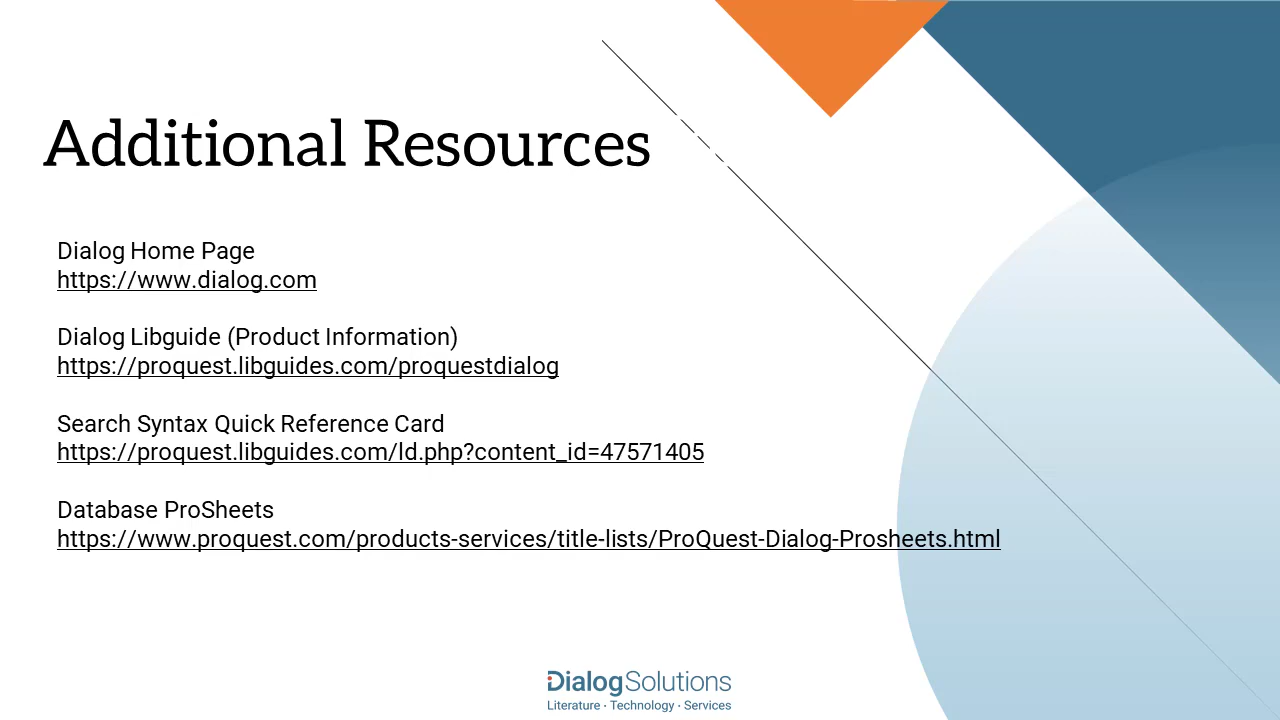 Additional Resources
Dialog Home Page
https://www.dialog.com
Dialog Libguide (Product Information)
https://proquest.libguides.com/proquestdialog
Search Syntax Quick Reference Card
https://proquest.libguides.com/ld.php?content_id=47571405
Database ProSheets
https://www.proquest.com/products-services/title-lists/ProQuest-Dialog-Prosheets.html
DialogSolutions
Literature · Technology · Services